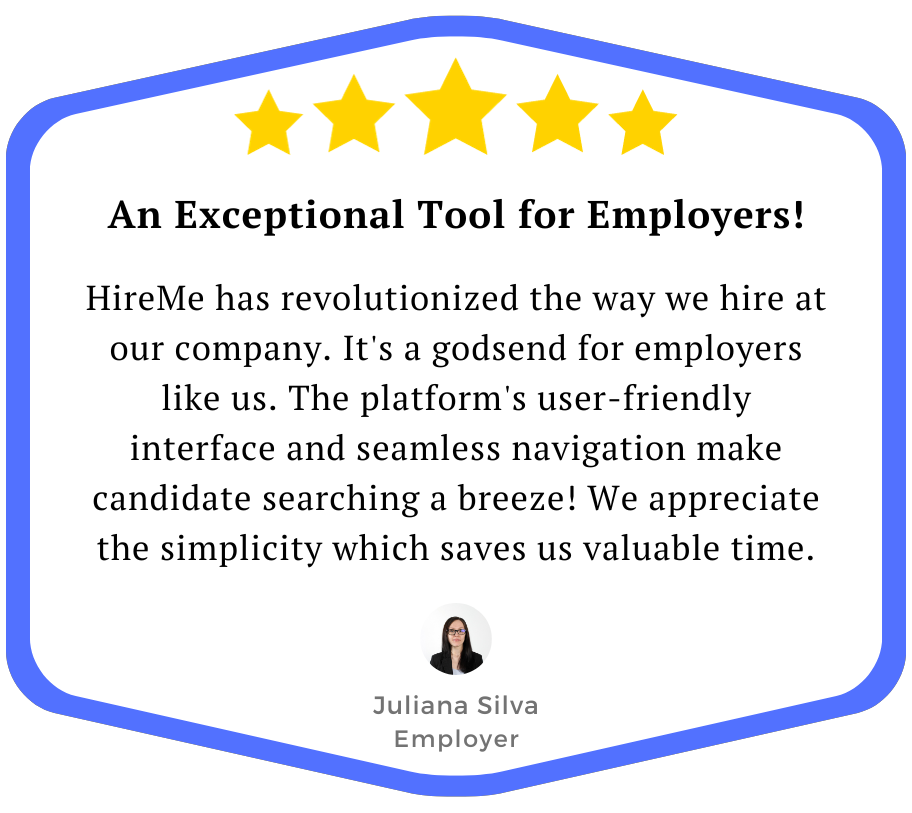 An Exceptional Tool for Employers!
HireMe has revolutionized the way we hire at
our company. It's a godsend for employers
like us. The platform's user-friendly
interface and seamless navigation make
candidate searching a breeze! We appreciate
the simplicity which saves us valuable time.
Juliana Silva
Employer